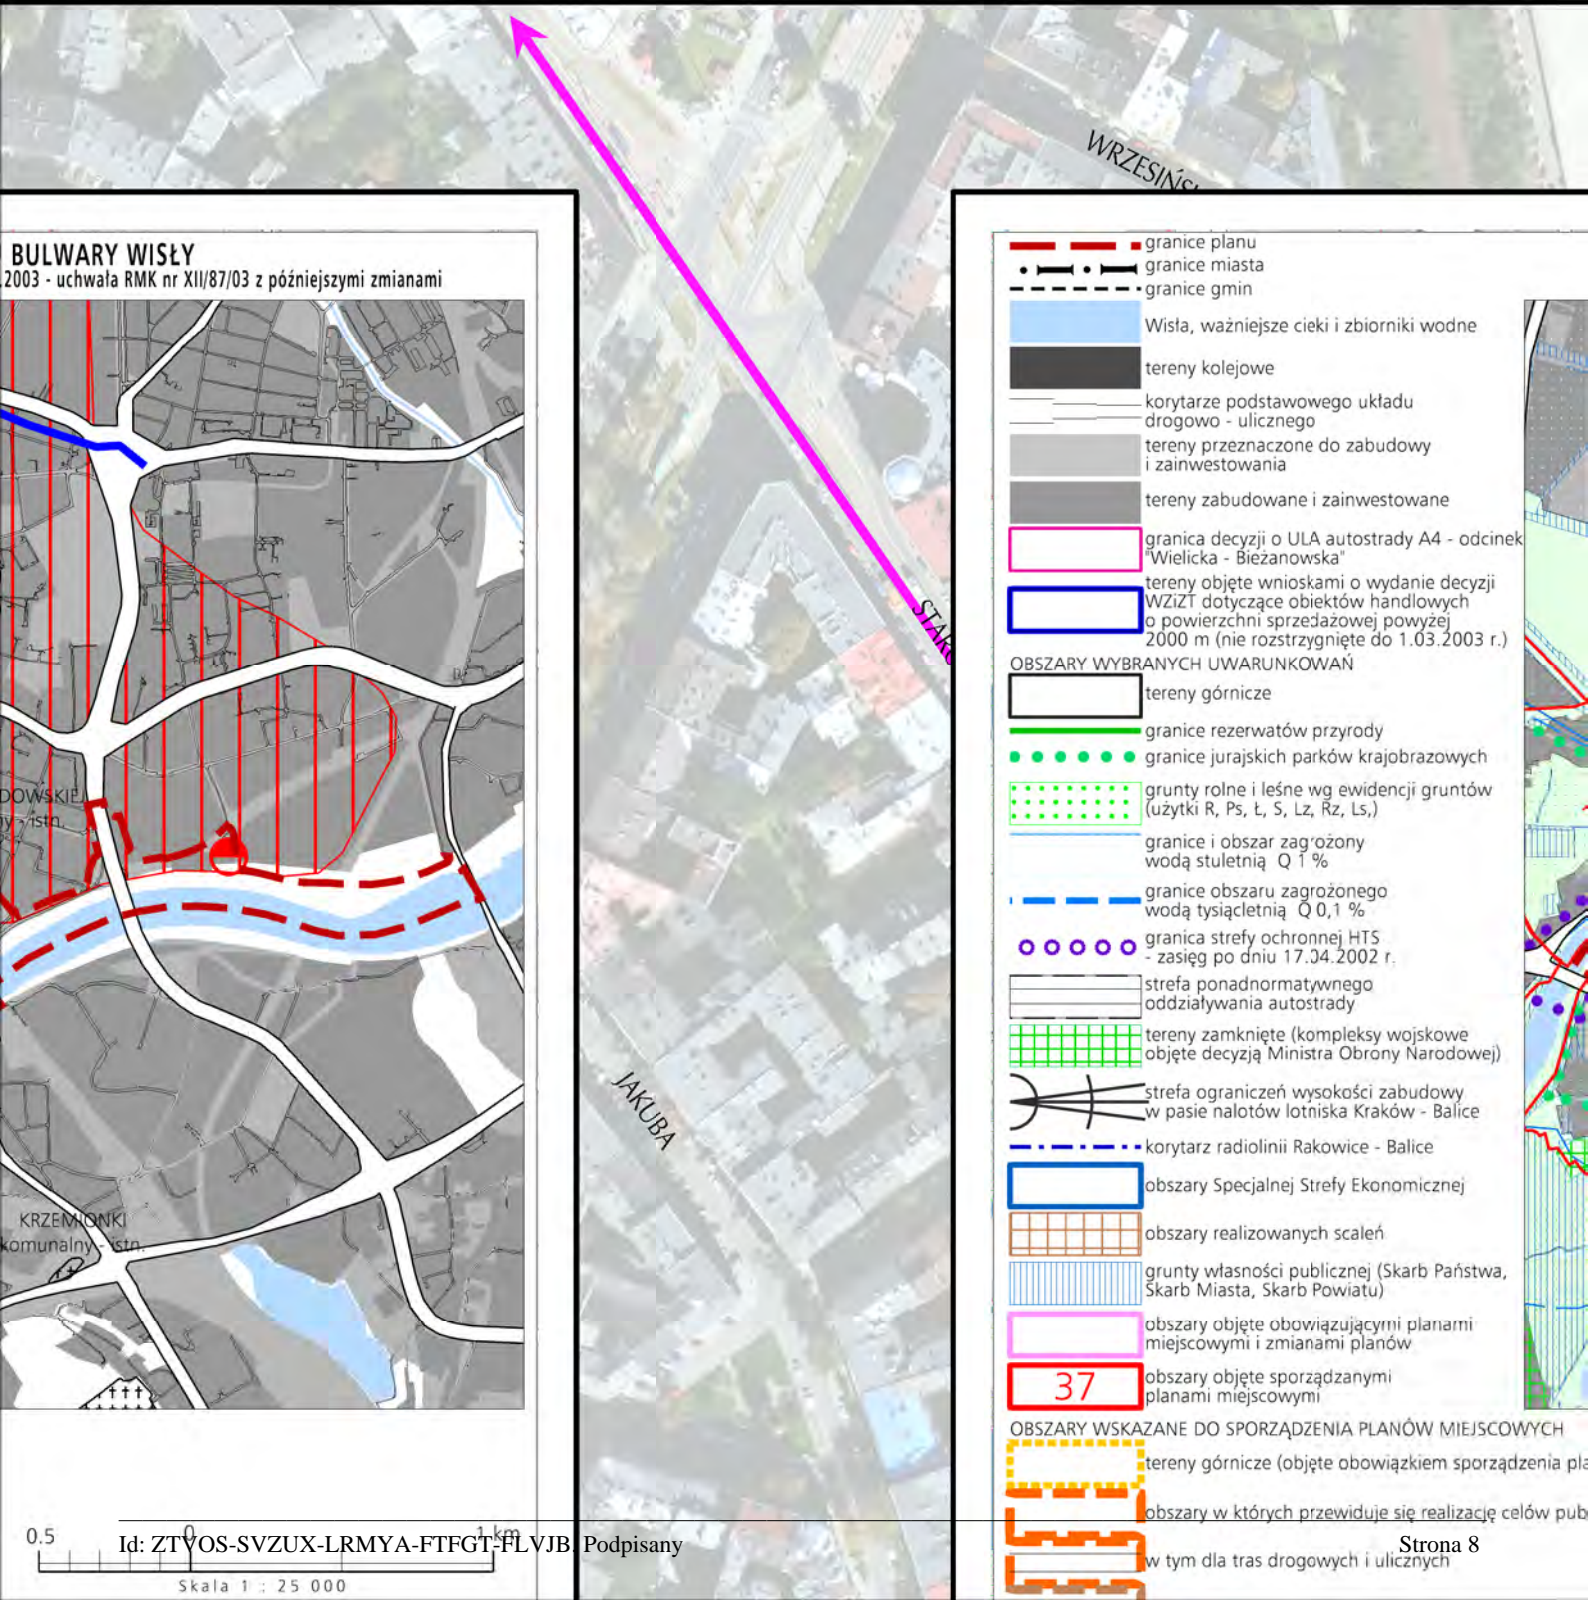 WRZESIŃS
BULWARY WISŁY
.2003 - uchwała RMK nr XII/87/03 z późniejszymi zmianami
DOWSKIEJ
ny - istn.
KRZEMIONKI
komunalny - istn.
0.5 0 1 km
Skala 1 : 25 000
STARO
JAKUBA
granice planu
granice miasta
granice gmin
Wisła, ważniejsze cieki i zbiorniki wodne
tereny kolejowe
korytarze podstawowego układu
drogowo - ulicznego
tereny przeznaczone do zabudowy
i zainwestowania
tereny zabudowane i zainwestowane
granica decyzji o ULA autostrady A4 - odcinek
"Wielicka - Bieżanowska"
tereny objęte wnioskami o wydanie decyzji
WZiZT dotyczące obiektów handlowych
o powierzchni sprzedażowej powyżej
2000 m (nie rozstrzygnięte do 1.03.2003 r.)
OBSZARY WYBRANYCH UWARUNKOWAŃ
tereny górnicze
granice rezerwatów przyrody
granice jurajskich parków krajobrazowych
grunty rolne i leśne wg ewidencji gruntów
(użytki R, Ps, Ł, S, Lz, Rz, Ls,)
granice i obszar zagrożony
wodą stuletnią Q 1 %
granice obszaru zagrożonego
wodą tysiącletnią Q 0,1 %
granica strefy ochronnej HTS
- zasięg po dniu 17.04.2002 r.
strefa ponadnormatywnego
oddziaływania autostrady
tereny zamknięte (kompleksy wojskowe
objęte decyzją Ministra Obrony Narodowej)
strefa ograniczeń wysokości zabudowy
w pasie nalotów lotniska Kraków - Balice
korytarz radiolinii Rakowice - Balice
obszary Specjalnej Strefy Ekonomicznej
obszary realizowanych scaleń
grunty własności publicznej (Skarb Państwa,
Skarb Miasta, Skarb Powiatu)
obszary objęte obowiązującymi planami
miejscowymi i zmianami planów
37 obszary objęte sporządzanymi
planami miejscowymi
OBSZARY WSKAZANE DO SPORZĄDZENIA PLANÓW MIEJSCOWYCH
tereny górnicze (objęte obowiązkiem sporządzenia pla
obszary w których przewiduje się realizację celów pub
w tym dla tras drogowych i ulicznych
Id: ZTVOS-SVZUX-LRMYA-FTFGT-FLVJB. Podpisany Strona 8